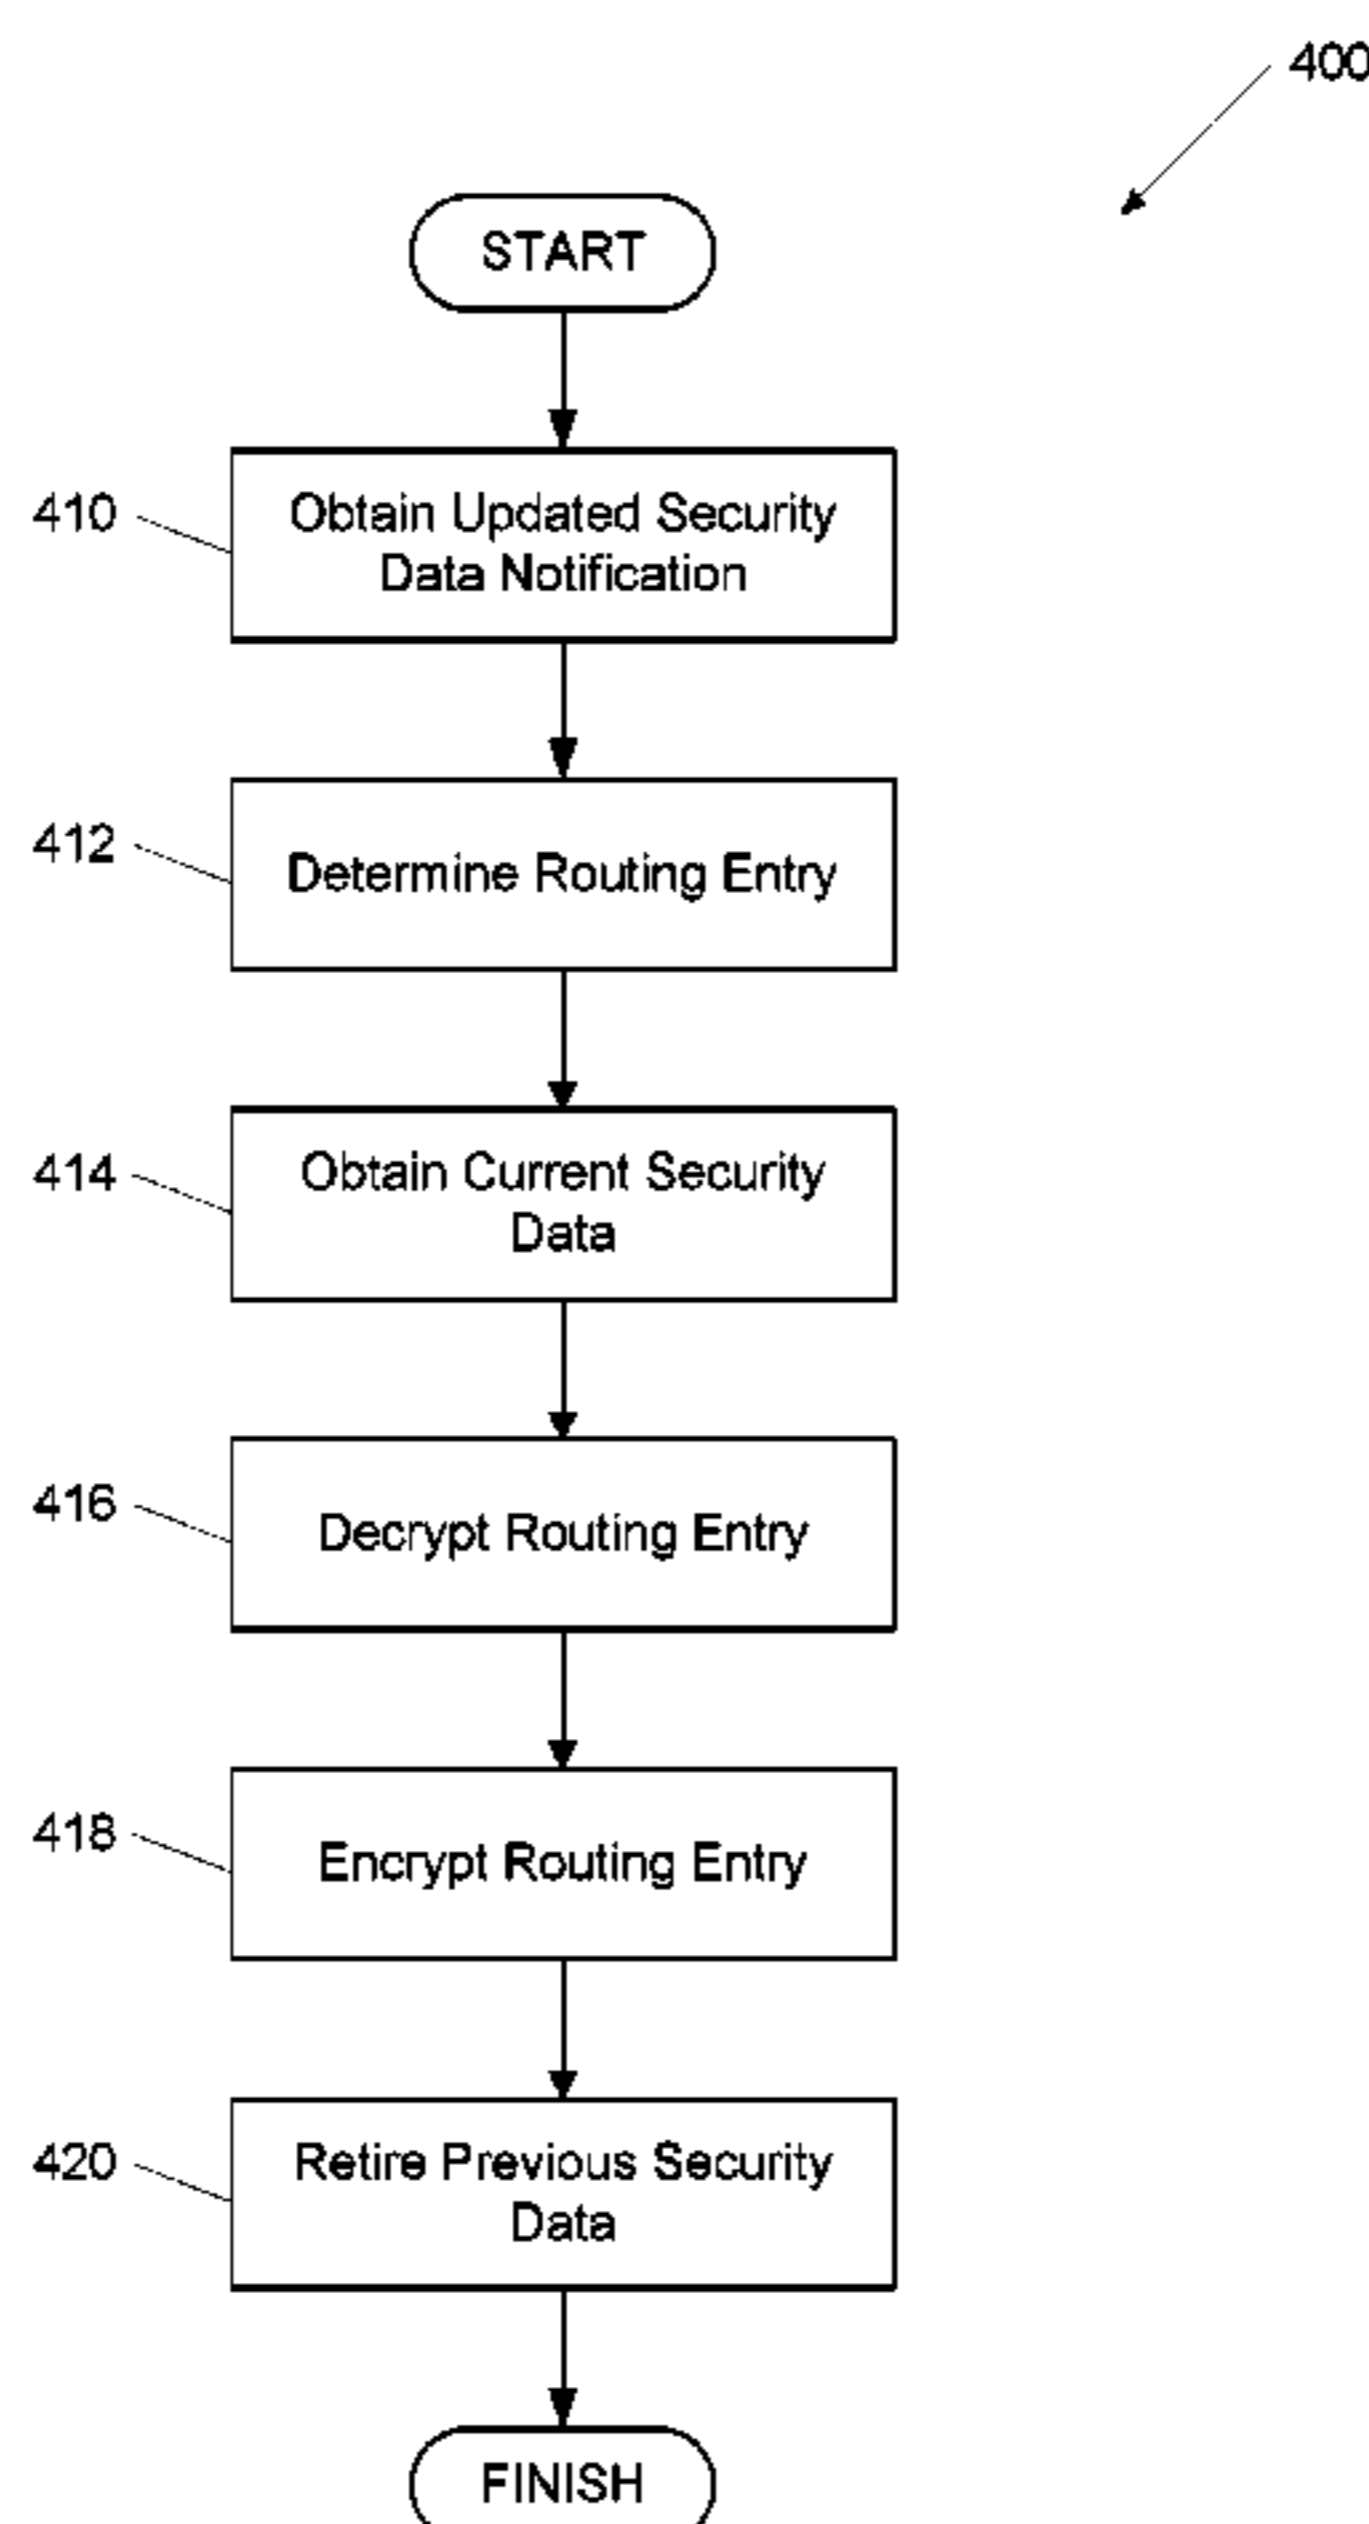 400
START
410
Obtain Updated Security
Data Notification
412
Determine Routing Entry
414
Obtain Current Security
Data
416
Decrypt Routing Entry
418
Encrypt Routing Entry
420
Retire Previous Security
Data
FINISH